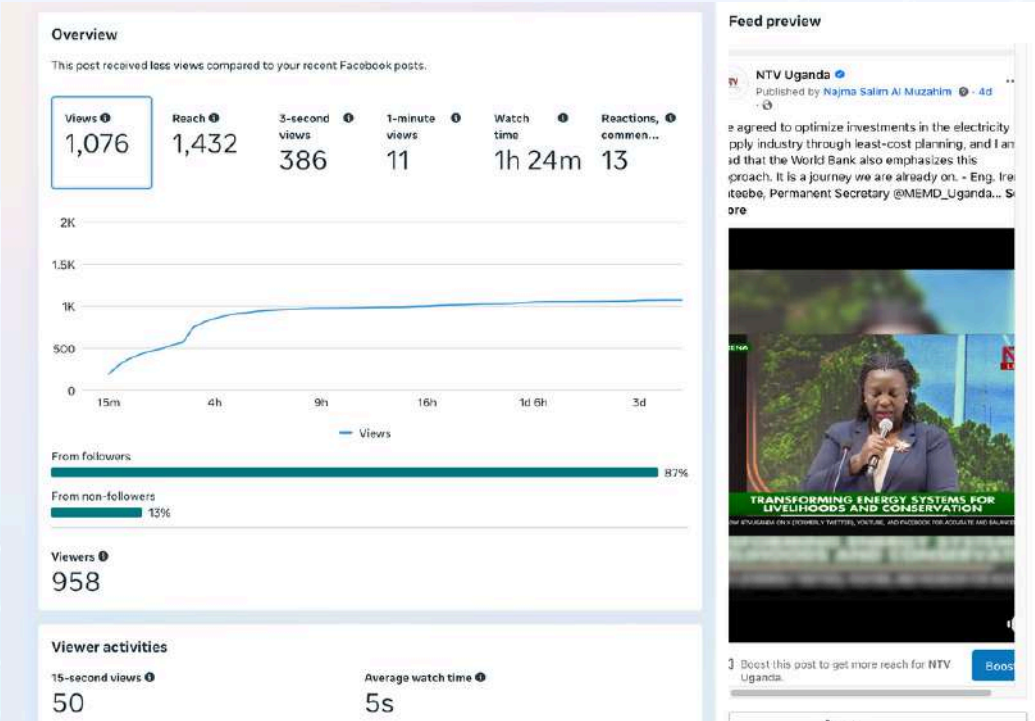 Overview
This post received less views compared to your recent Facebook posts.
Views
1,076
Reach
1,432
3-second
views
386
1-minute
views
11
Watch
time
1h 24m
Reactions,
commen...
13
2K
1.5K
1K
500
0
15m 4h 9h 16h 1d 6h 3d
Views
From followers
87%
From non-followers
13%
Viewers
958
Viewer activities
15-second views
50
Average watch time
5s
Feed preview
NTV Uganda
Published by Najma Salim Al Muzahim · 4d
e agreed to optimize investments in the electricity
pply industry through least-cost planning, and I am
ad that the World Bank also emphasizes this
proach. It is a journey we are already on. - Eng. Ire
teebe, Permanent Secretary @MEMD_Uganda... S
ore
TRANSFORMING ENERGY SYSTEMS FOR
LIVELIHOODS AND CONSERVATION
Boost this post to get more reach for NTV
Uganda.
Boos